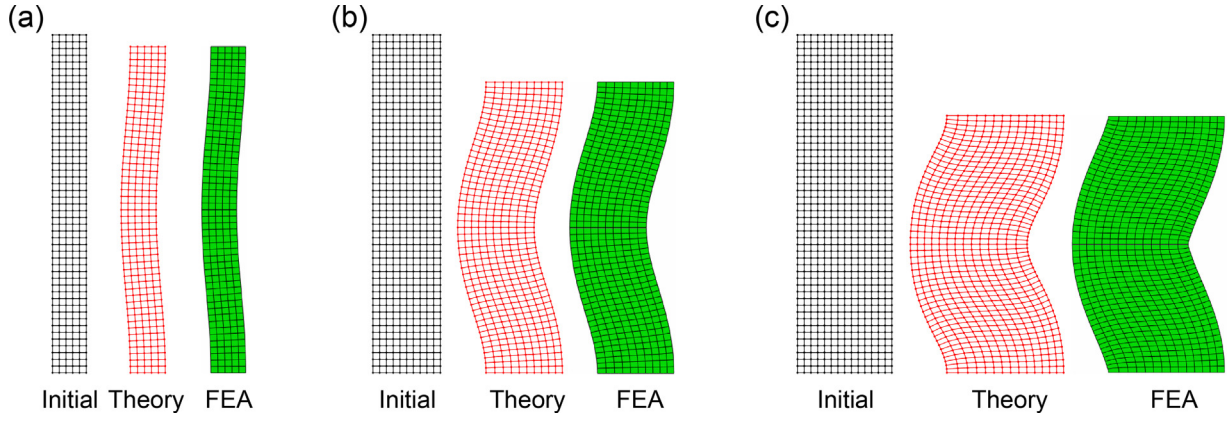 (a)
(b)
(c)
Initial Theory FEA
Initial Theory FEA
Initial Theory FEA